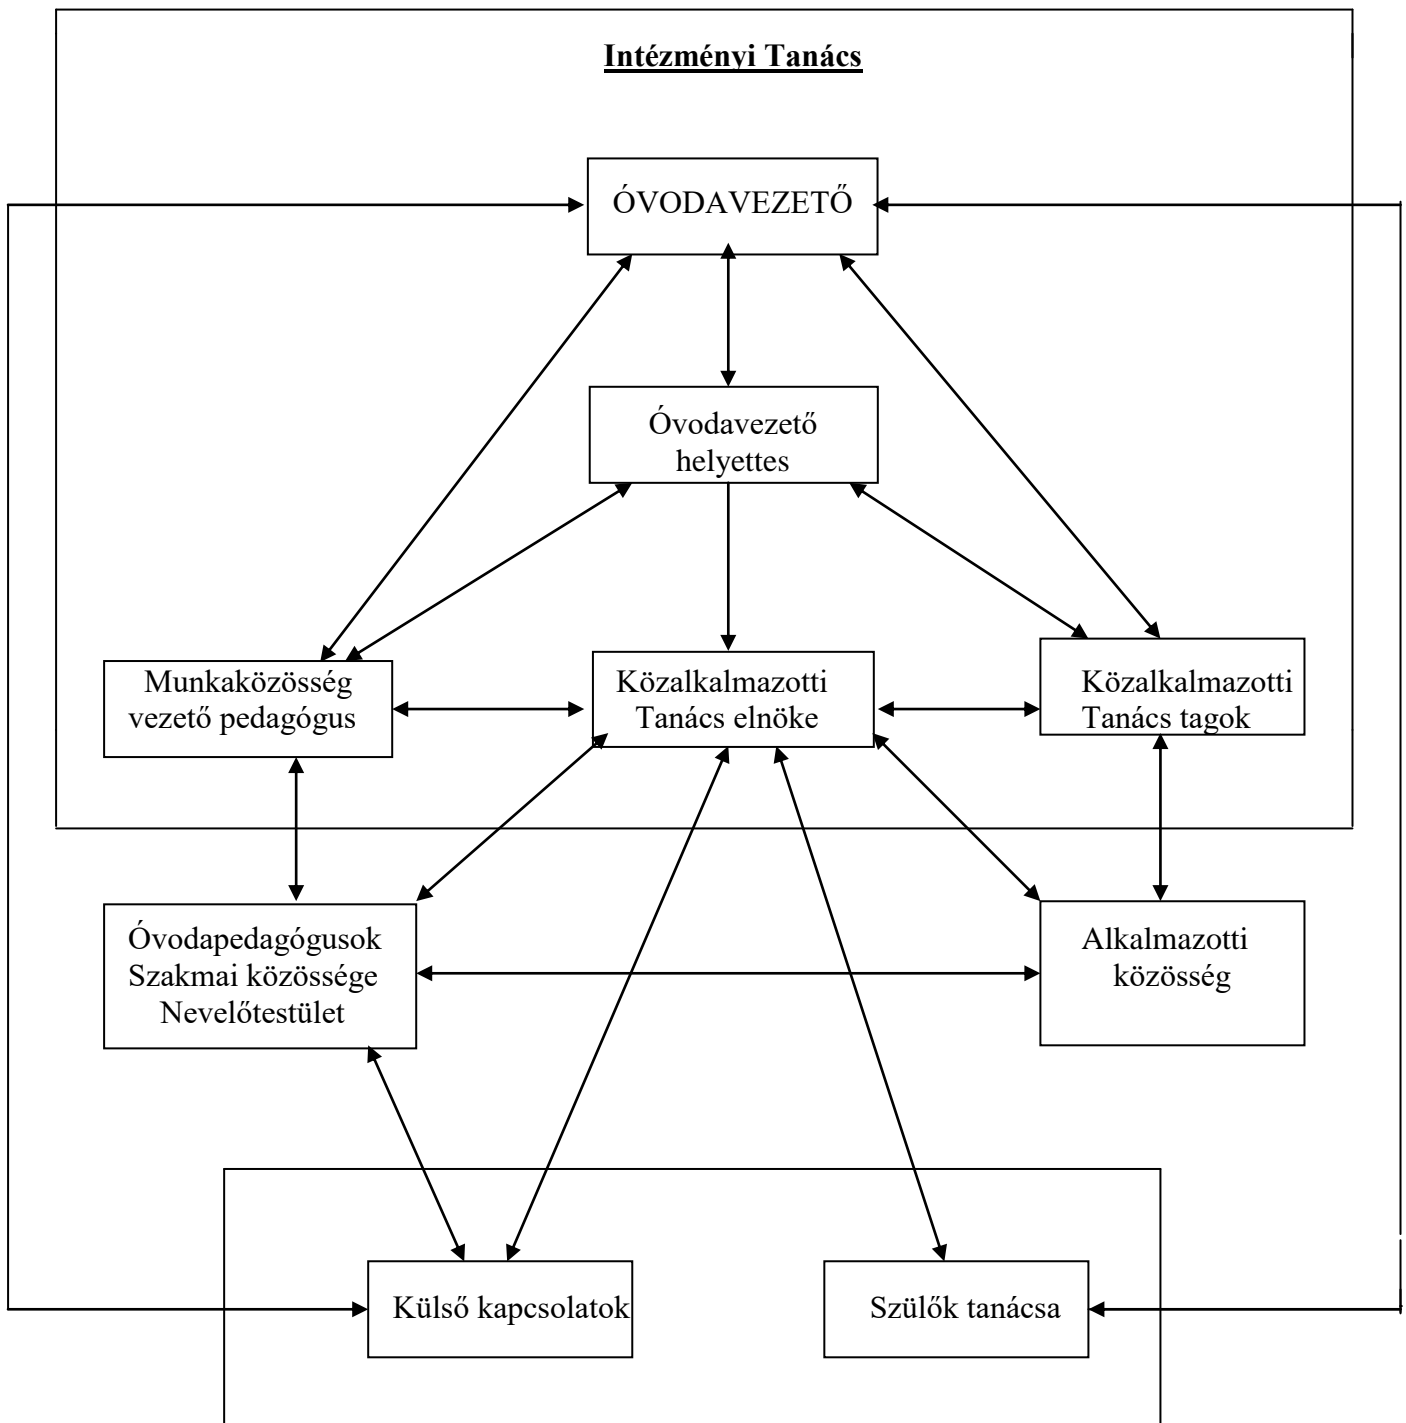 Intézményi Tanács
ÓVODAVEZETŐ
Óvodavezető
helyettes
Munkaközösség
vezető pedagógus
Közalkalmazotti
Tanács elnöke
Közalkalmazotti
Tanács tagok
Óvodapedagógusok
Szakmai közössége
Nevelőtestület
Alkalmazotti
közösség
Külső kapcsolatok
Szülők tanácsa